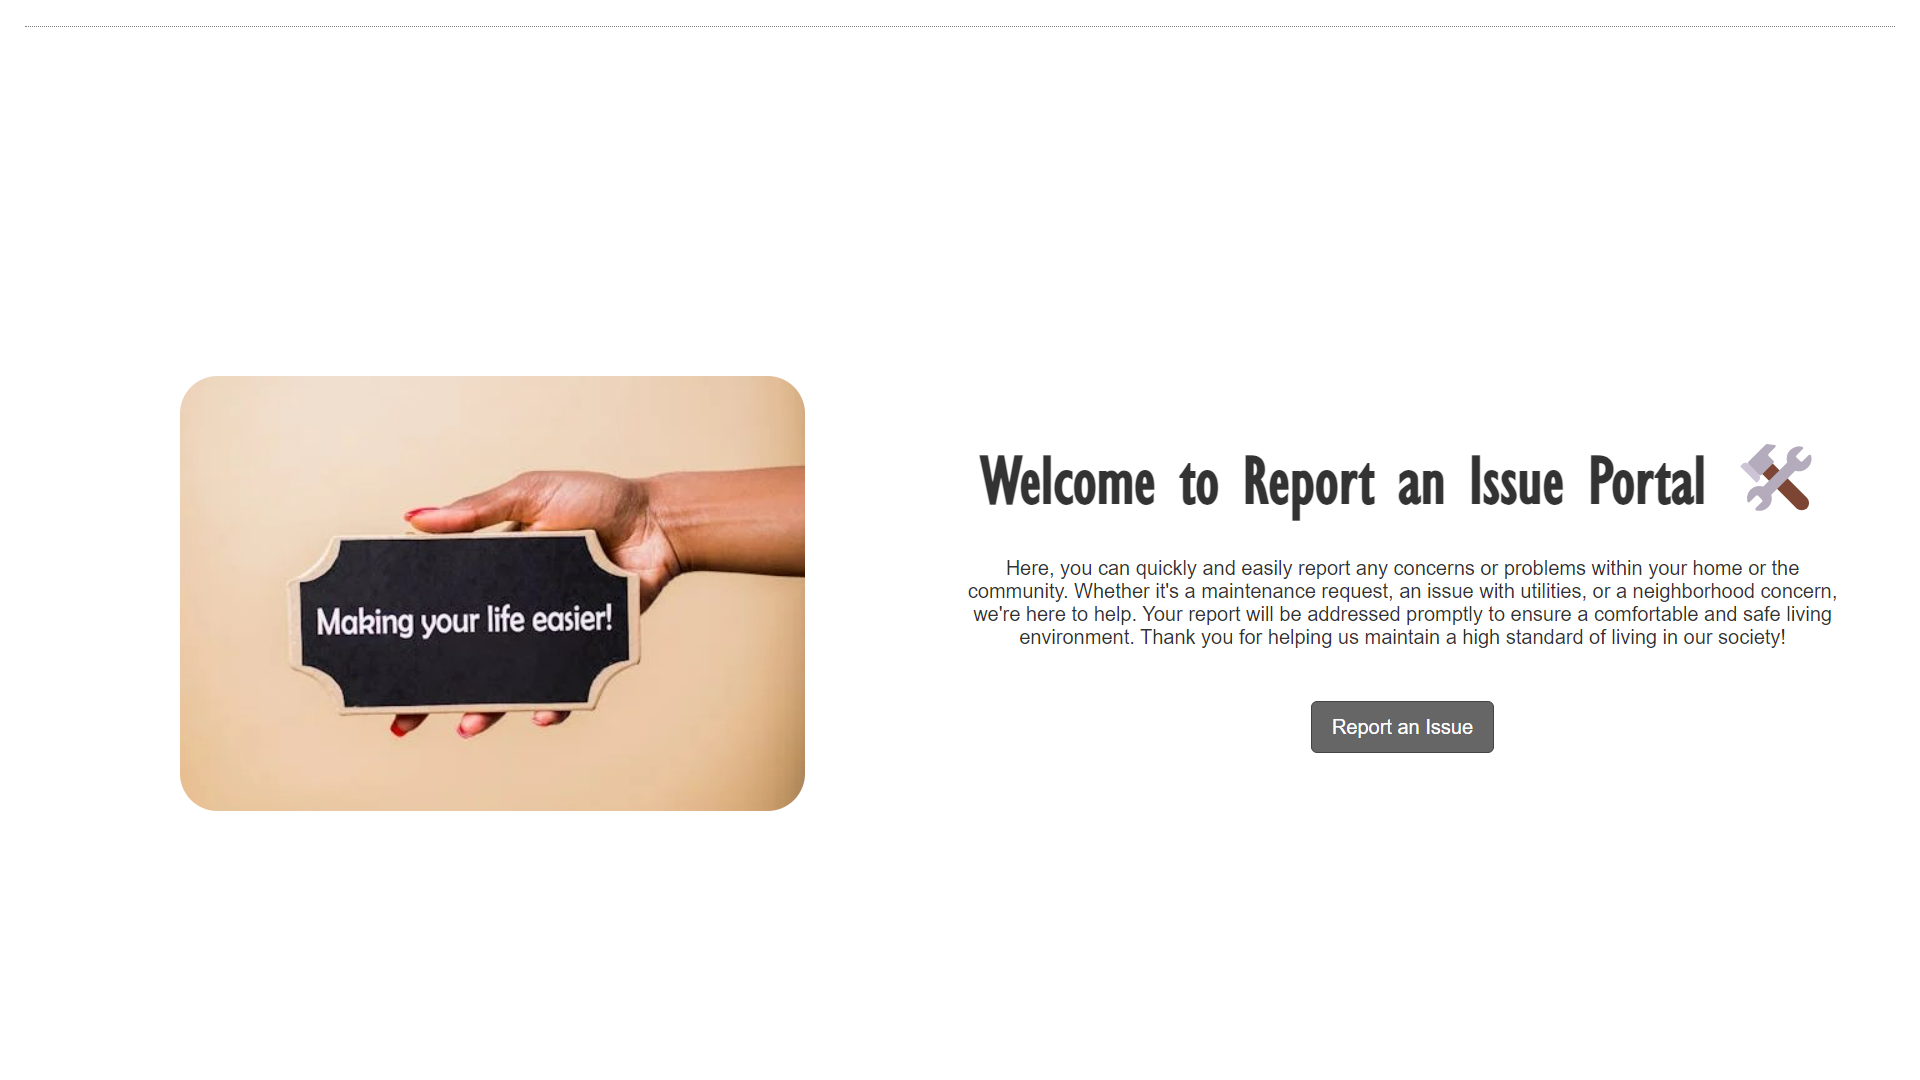 Making your life easier!
Welcome to Report an Issue Portal
Here, you can quickly and easily report any concerns or problems within your home or the
community. Whether it's a maintenance request, an issue with utilities, or a neighborhood concern,
we're here to help. Your report will be addressed promptly to ensure a comfortable and safe living
environment. Thank you for helping us maintain a high standard of living in our society!
Report an Issue